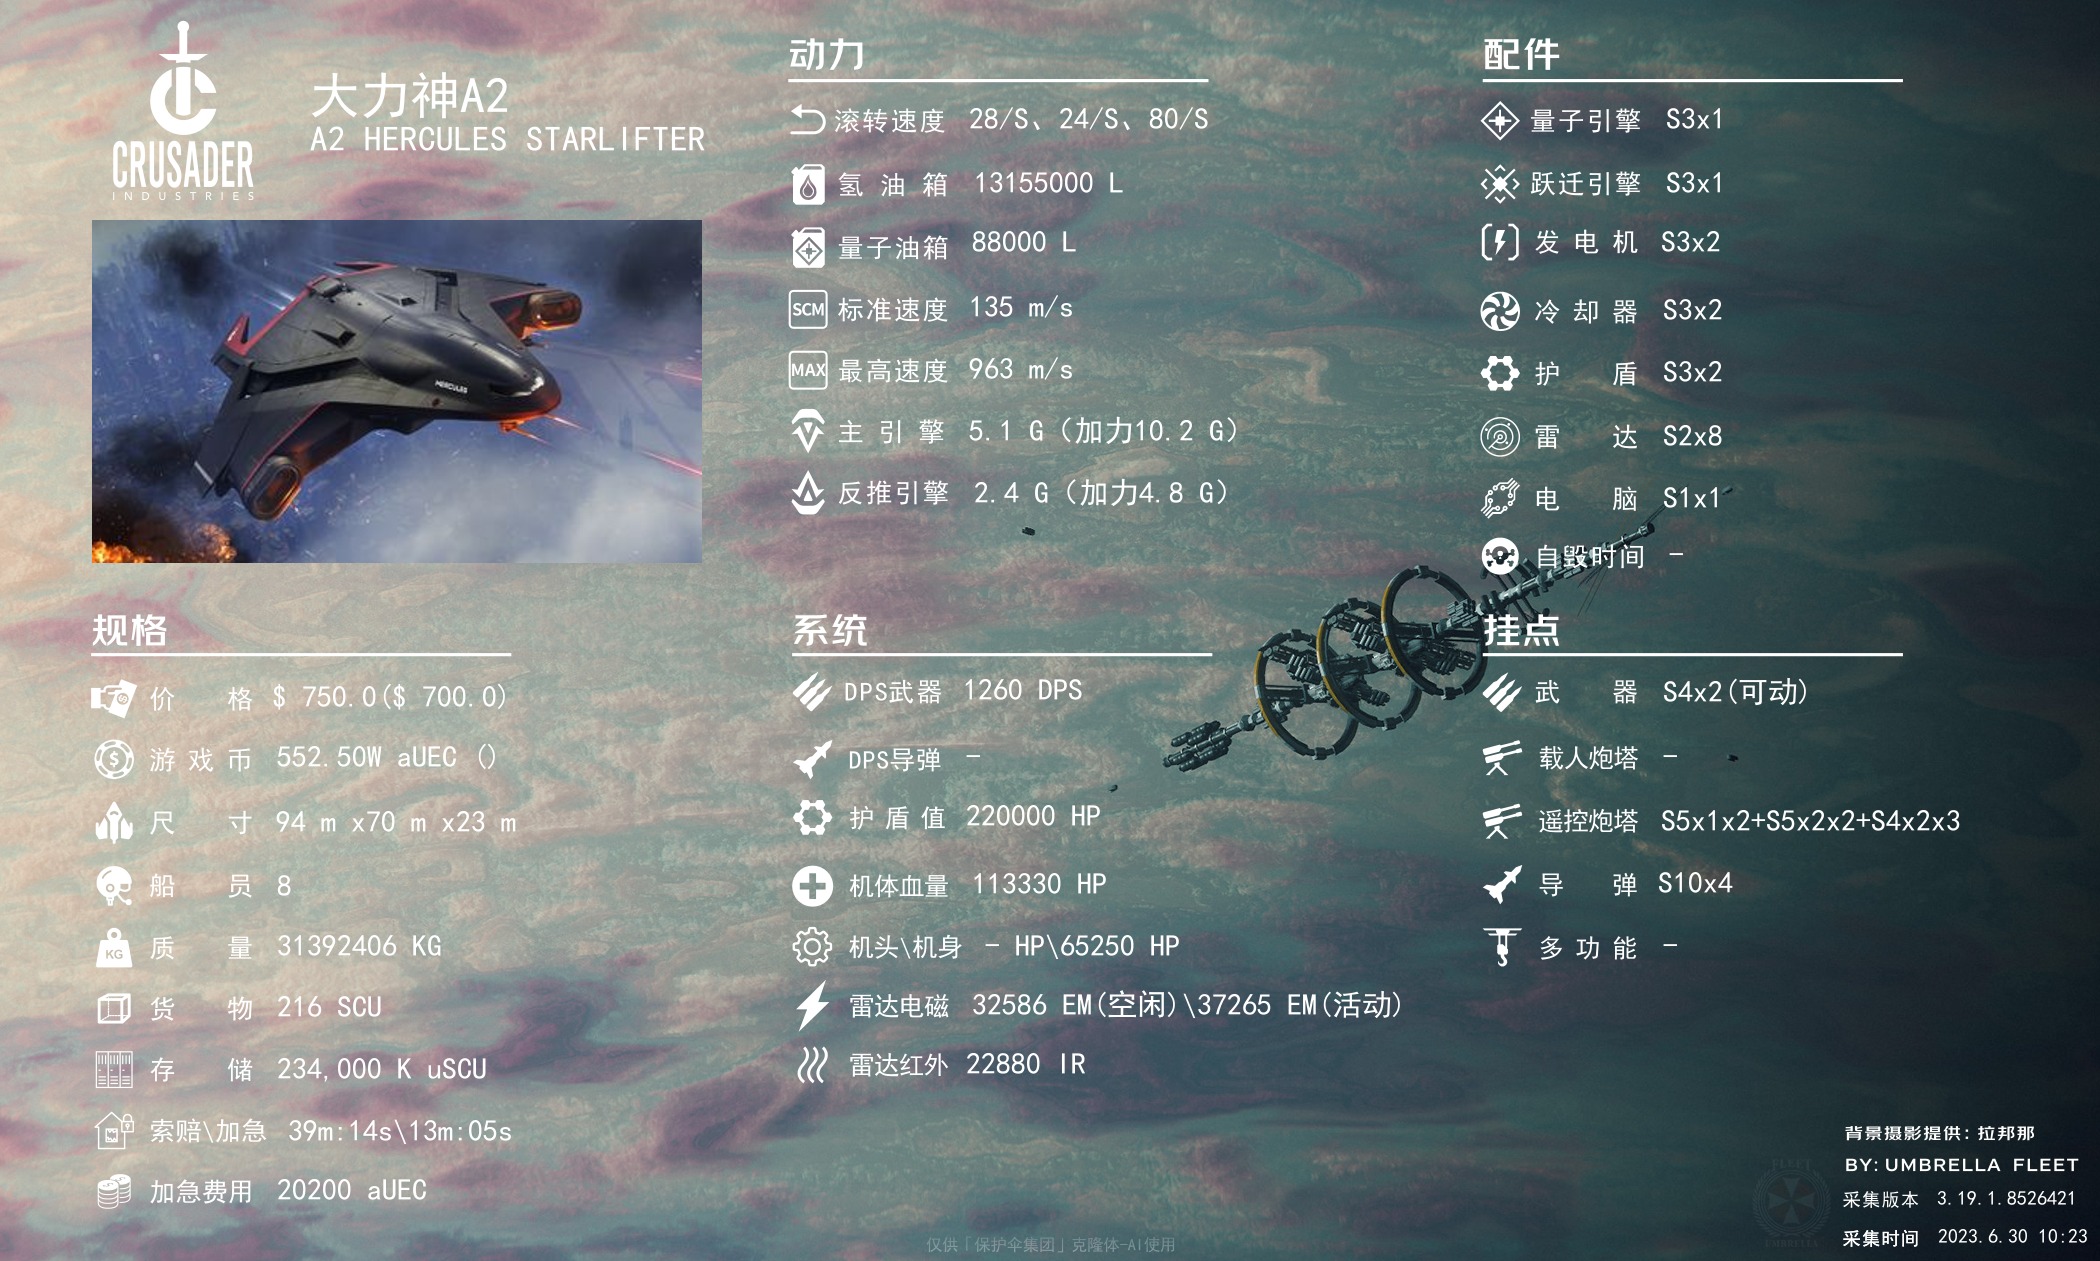 CRUSADER
INDUSTRIES
大力神A2
A2 HERCULES STARLIFTER
HERCULES
规格
价格 $ 750.0($ 700.0)
游戏币 552.50W aUEC ()
尺寸 94 m x70 m x23 m
船员 8
KG 质量 31392406 KG
货物 216 SCU
存储 234,000 K uSCU
索赔\加急 39m:14s\13m:05s
加急费用 20200 aUEC
动力
滚转速度 28/S、24/S、80/S
氢油箱 13155000 L
量子油箱 88000 L
SCM 标准速度 135 m/s
MAX 最高速度 963 m/s
主引擎 5.1 G（加力10.2 G）
反推引擎 2.4 G（加力4.8 G）
系统
DPS武器 1260 DPS
DPS导弹 -
护盾值 220000 HP
机体血量 113330 HP
机头\机身 - HP\65250 HP
雷达电磁 32586 EM(空闲)\37265 EM(活动)
雷达红外 22880 IR
配件
量子引擎 S3x1
跃迁引擎 S3x1
发电机 S3x2
冷却器 S3x2
护盾 S3x2
雷达 S2x8
电脑 S1x1
自毁时间 -
挂点
武器 S4x2(可动)
载人炮塔 -
遥控炮塔 S5x1x2+S5x2x2+S4x2x3
导弹 S10x4
多功能 -
背景摄影提供：拉邦那
BY: UMBRELLA FLEET
采集版本 3.19.1.8526421
采集时间 2023.6.30 10:23
FLEET
UMBRELLA
仅供「保护伞集团」克隆体-AI使用